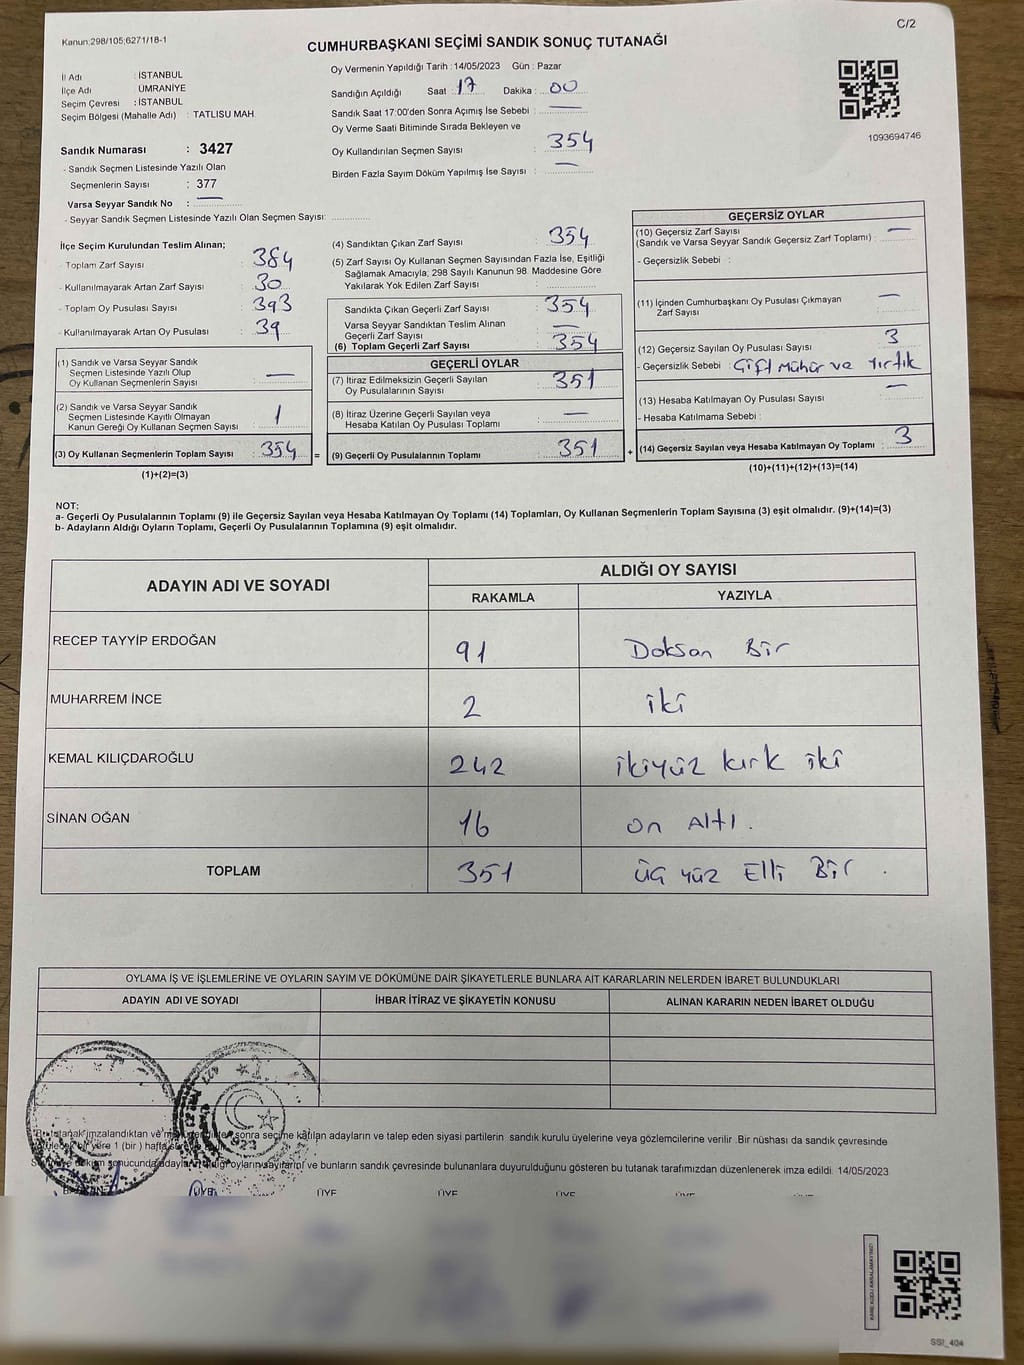 C/2
Kanun:298/105,6271/18-1
CUMHURBAŞKANI SEÇİMİ SANDIK SONUÇ TUTANAĞI
İl Adı : İSTANBUL
İlçe Adı ÜMRANİYE
Seçim Çevresi : İSTANBUL
Seçim Bölgesi (Mahalle Adı) : TATLISU MAH.
Oy Vermenin Yapıldığı Tarih : 14/05/2023 Gün : Pazar
Sandığın Açıldığı Saat : 17 Dakika : 00
Sandık Saat 17:00'den Sonra Açımış İse Sebebi : —
Oy Verme Saati Bitiminde Sırada Bekleyen ve
Oy Kullandırılan Seçmen Sayısı : 354
Birden Fazla Sayım Döküm Yapılmış İse Sayısı : —
1093694746
Sandık Numarası : 3427
- Sandık Seçmen Listesinde Yazılı Olan
Seçmenlerin Sayısı : 377
Varsa Seyyar Sandık No : —
- Seyyar Sandık Seçmen Listesinde Yazılı Olan Seçmen Sayısı:
İlçe Seçim Kurulundan Teslim Alınan;
- Toplam Zarf Sayısı : 384
- Kullanılmayarak Artan Zarf Sayısı : 30
- Toplam Oy Pusulası Sayısı : 393
- Kullanılmayarak Artan Oy Pusulası : 39
(1) Sandık ve Varsa Seyyar Sandık
Seçmen Listesinde Yazılı Olup
Oy Kullanan Seçmenlerin Sayısı : —
(2) Sandık ve Varsa Seyyar Sandık
Seçmen Listesinde Kayıtlı Olmayan
Kanun Gereği Oy Kullanan Seçmen Sayısı : 1
(3) Oy Kullanan Seçmenlerin Toplam Sayısı : 354 =
(1)+(2)=(3)
(4) Sandıktan Çıkan Zarf Sayısı : 354
(5) Zarf Sayısı Oy Kullanan Seçmen Sayısından Fazla İse, Eşitliği
Sağlamak Amacıyla; 298 Sayılı Kanunun 98. Maddesine Göre
Yakılarak Yok Edilen Zarf Sayısı :
Sandıkta Çıkan Geçerli Zarf Sayısı : 354
Varsa Seyyar Sandıktan Teslim Alınan
Geçerli Zarf Sayısı : —
(6) Toplam Geçerli Zarf Sayısı : 354
GEÇERLİ OYLAR
(7) İtiraz Edilmeksizin Geçerli Sayılan
Oy Pusulalarının Sayısı : 351
(8) İtiraz Üzerine Geçerli Sayılan veya
Hesaba Katılan Oy Pusulası Toplamı : —
(9) Geçerli Oy Pusulalarının Toplamı : 351 +
GEÇERSİZ OYLAR
(10) Geçersiz Zarf Sayısı
(Sandık ve Varsa Seyyar Sandık Geçersiz Zarf Toplamı) : —
- Geçersizlik Sebebi :
(11) İçinden Cumhurbaşkanı Oy Pusulası Çıkmayan
Zarf Sayısı : —
(12) Geçersiz Sayılan Oy Pusulası Sayısı : 3
- Geçersizlik Sebebi : Çift Mühür ve Yırtık
(13) Hesaba Katılmayan Oy Pusulası Sayısı : —
- Hesaba Katılmama Sebebi :
(14) Geçersiz Sayılan veya Hesaba Katılmayan Oy Toplamı : 3
(10)+(11)+(12)+(13)=(14)
NOT:
a- Geçerli Oy Pusulalarının Toplamı (9) ile Geçersiz Sayılan veya Hesaba Katılmayan Oy Toplamı (14) Toplamları, Oy Kullanan Seçmenlerin Toplam Sayısına (3) eşit olmalıdır. (9)+(14)=(3)
b- Adayların Aldığı Oyların Toplamı, Geçerli Oy Pusulalarının Toplamına (9) eşit olmalıdır.
ADAYIN ADI VE SOYADI ALDIĞI OY SAYISI
RAKAMLA YAZIYLA
RECEP TAYYİP ERDOĞAN 91 Doksan Bir
MUHARREM İNCE 2 iki
KEMAL KILIÇDAROĞLU 242 ikiyüz kırk iki
SİNAN OĞAN 16 on Altı.
TOPLAM 351 üç yüz Elli Bir .
OYLAMA İŞ VE İŞLEMLERİNE VE OYLARIN SAYIM VE DÖKÜMÜNE DAİR ŞİKAYETLERLE BUNLARA AİT KARARLARIN NELERDEN İBARET BULUNDUKLARI
ADAYIN ADI VE SOYADI İHBAR İTİRAZ VE ŞİKAYETİN KONUSU ALINAN KARARIN NEDEN İBARET OLDUĞU
tutanak imzalandıktan ve sonra seçime katılan adayların ve talep eden siyasi partilerin sandık kurulu üyelerine veya gözlemcilerine verilir .Bir nüshası da sandık çevresinde
yere 1 (bir ) hafta
sonucunda adayların aldığı oyların sayılarını ve bunların sandık çevresinde bulunanlara duyurulduğunu gösteren bu tutanak tarafımızdan düzenlenerek imza edildi. 14/05/2023
ÜYE ÜYE ÜYE ÜYE ÜYE
KARE KODU KARALAMAYINIZ!
SSI_404